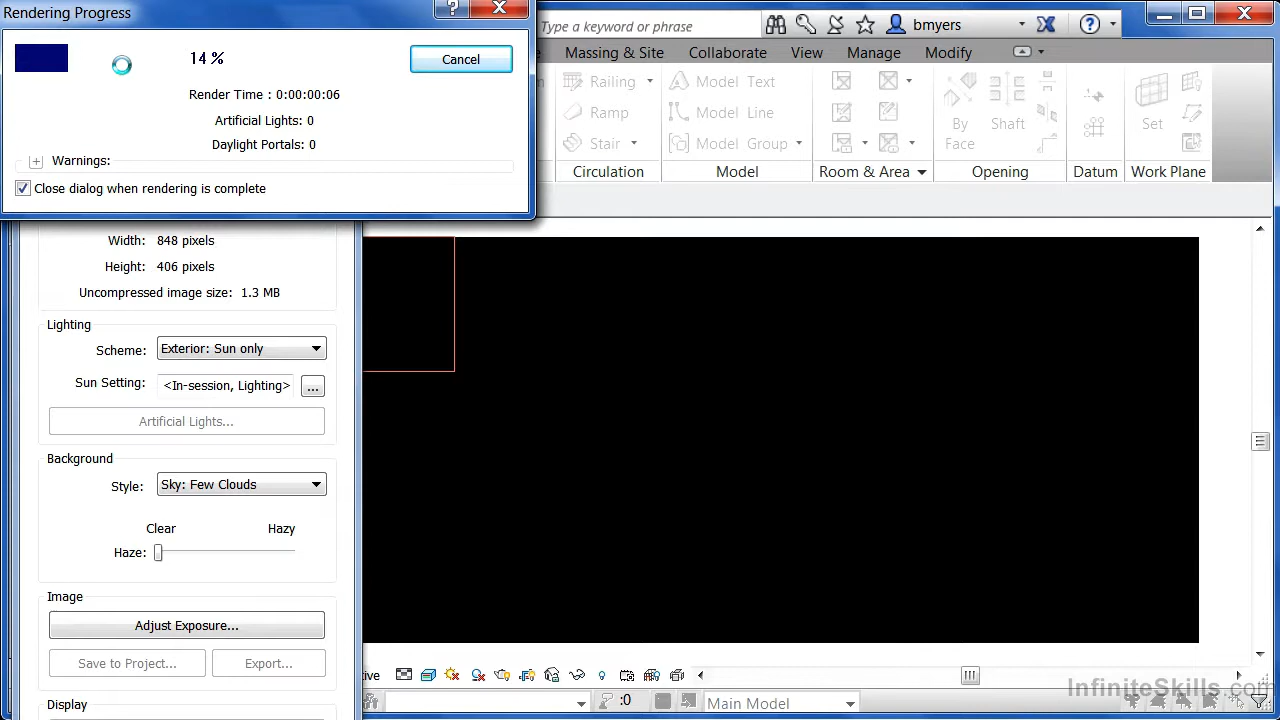 Rendering Progress
14 %
Cancel
Render Time : 0:00:00:06
Artificial Lights: 0
Daylight Portals: 0
Warnings:
Close dialog when rendering is complete
Type a keyword or phrase
bmyers
Massing & Site Collaborate View Manage Modify
Railing
Ramp
Stair
Circulation
Model Text
Model Line
Model Group
Model
Room & Area
By Face
Shaft
Opening
Datum
Set
Work Plane
Width: 848 pixels
Height: 406 pixels
Uncompressed image size: 1.3 MB
Lighting
Scheme: Exterior: Sun only
Sun Setting: <In-session, Lighting> ...
Artificial Lights...
Background
Style: Sky: Few Clouds
Clear Hazy
Haze:
Image
Adjust Exposure...
Save to Project... Export...
Display
:0
Main Model
InfiniteSkills.com